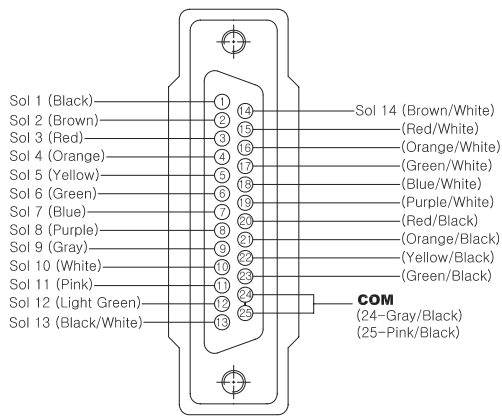 Sol 1 (Black)
Sol 2 (Brown)
Sol 3 (Red)
Sol 4 (Orange)
Sol 5 (Yellow)
Sol 6 (Green)
Sol 7 (Blue)
Sol 8 (Purple)
Sol 9 (Gray)
Sol 10 (White)
Sol 11 (Pink)
Sol 12 (Light Green)
Sol 13 (Black/White)
1
2
3
4
5
6
7
8
9
10
11
12
13
14
15
16
17
18
19
20
21
22
23
24
25
Sol 14 (Brown/White)
(Red/White)
(Orange/White)
(Green/White)
(Blue/White)
(Purple/White)
(Red/Black)
(Orange/Black)
(Yellow/Black)
(Green/Black)
COM
(24-Gray/Black)
(25-Pink/Black)